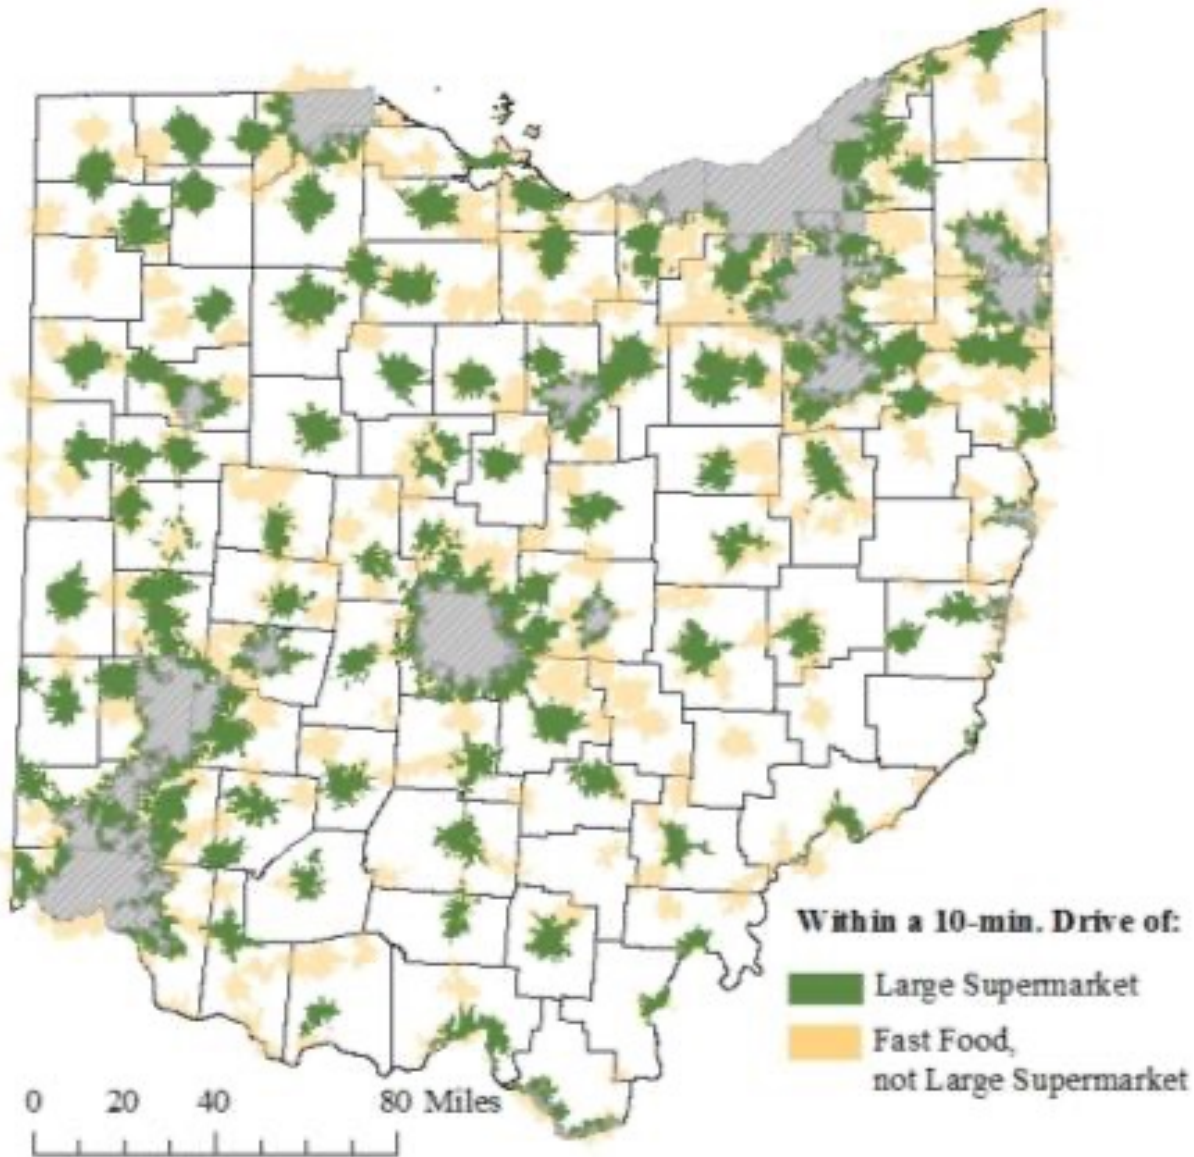 Within a 10-min. Drive of:
Large Supermarket
Fast Food,
not Large Supermarket
0 20 40 80 Miles